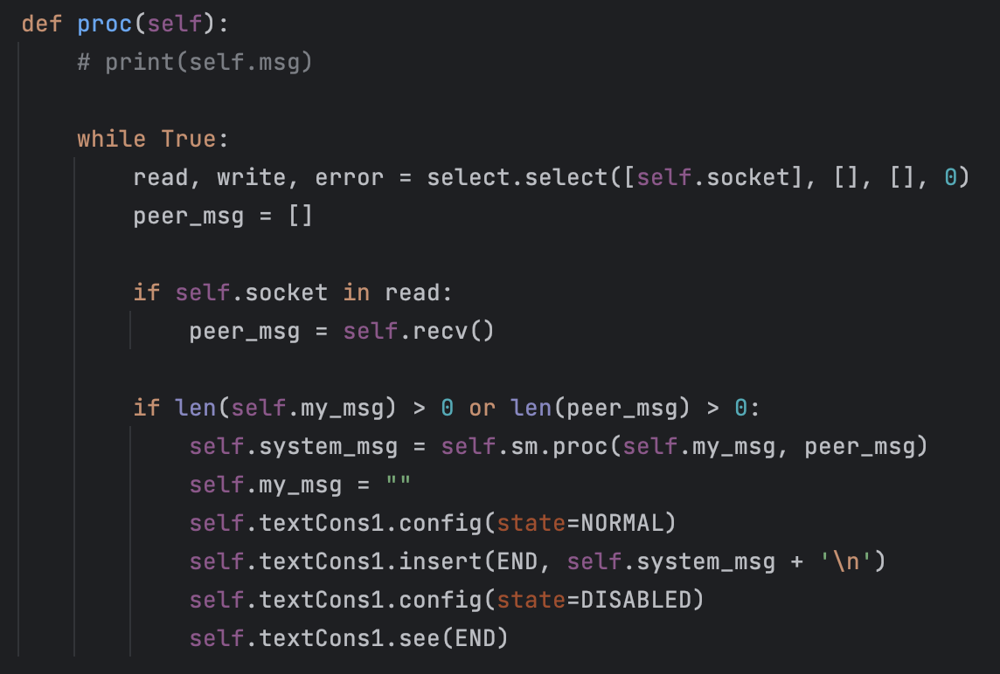 def proc(self):
    # print(self.msg)

    while True:
        read, write, error = select.select([self.socket], [], [], 0)
        peer_msg = []

        if self.socket in read:
            peer_msg = self.recv()

        if len(self.my_msg) > 0 or len(peer_msg) > 0:
            self.system_msg = self.sm.proc(self.my_msg, peer_msg)
            self.my_msg = ""
            self.textCons1.config(state=NORMAL)
            self.textCons1.insert(END, self.system_msg + '\n')
            self.textCons1.config(state=DISABLED)
            self.textCons1.see(END)